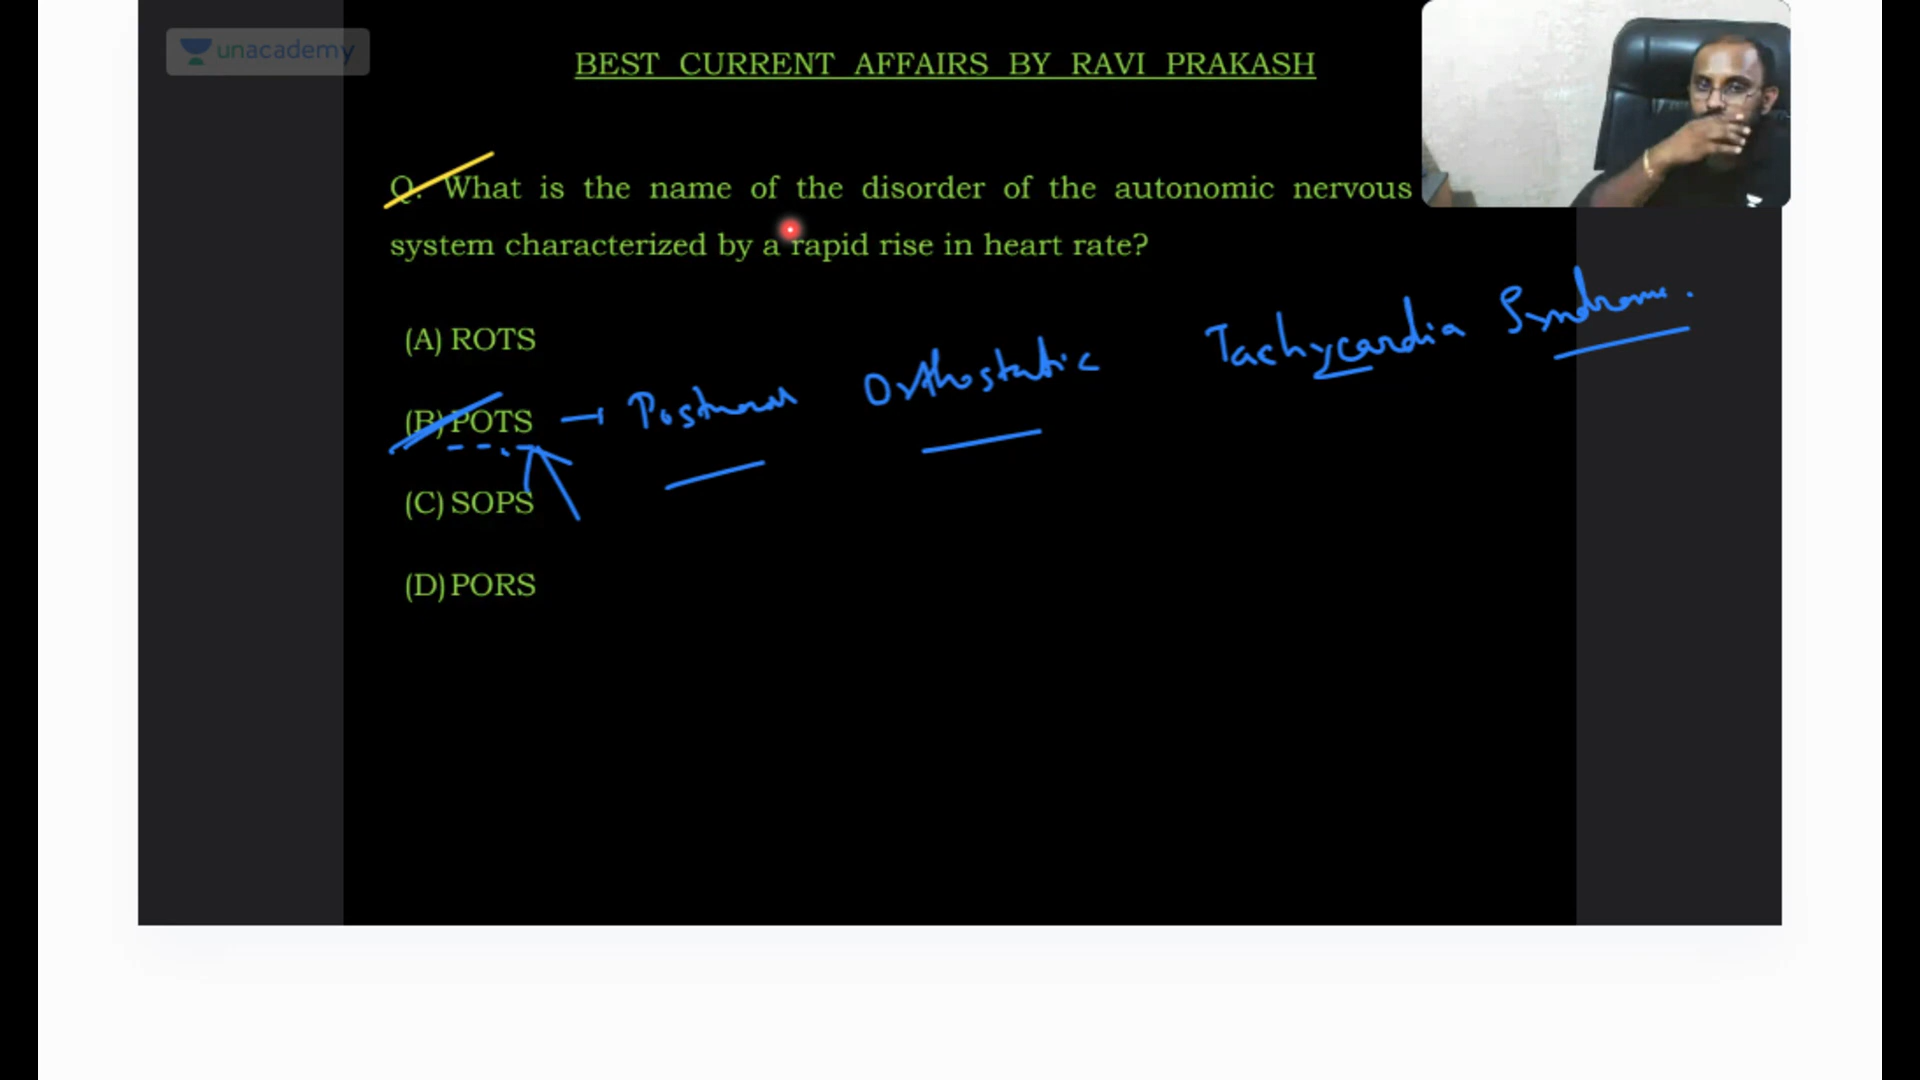 unacademy
BEST CURRENT AFFAIRS BY RAVI PRAKASH
Q. What is the name of the disorder of the autonomic nervous
system characterized by a rapid rise in heart rate?
(A) ROTS
(B) POTS → Postural Orthostatic Tachycardia Syndrome.
(C) SOPS
(D) PORS